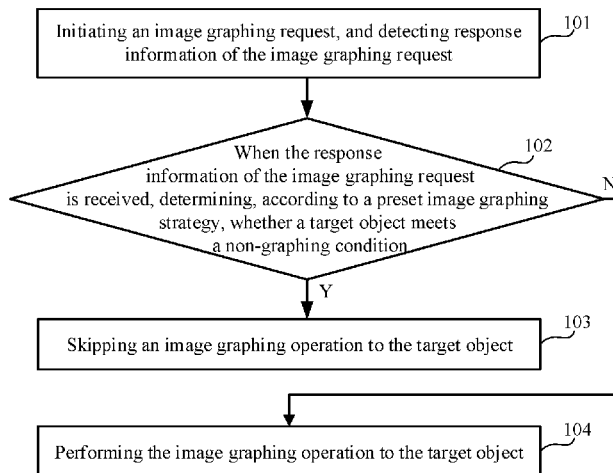 Initiating an image graphing request, and detecting response
information of the image graphing request
101
102
When the response
information of the image graphing request
is received, determining, according to a preset image graphing
strategy, whether a target object meets
a non-graphing condition
N
Y
103
Skipping an image graphing operation to the target object
104
Performing the image graphing operation to the target object